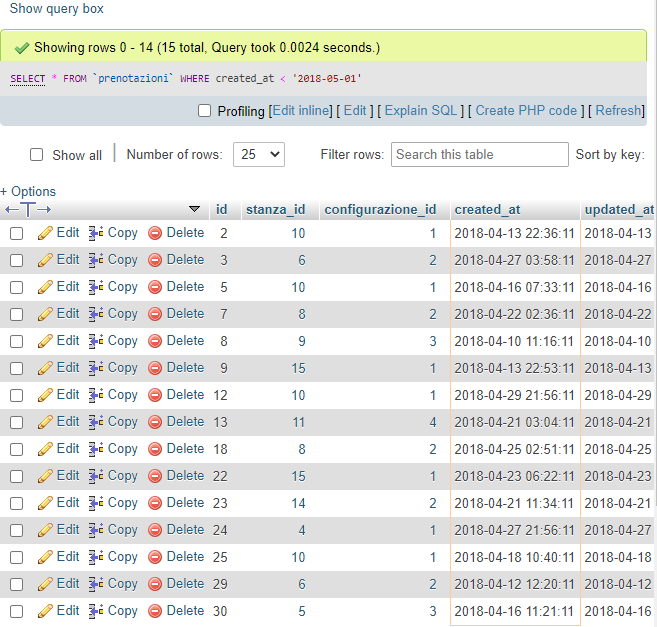 Show query box
Showing rows 0 - 14 (15 total, Query took 0.0024 seconds.)
SELECT * FROM `prenotazioni` WHERE created_at < '2018-05-01'
Profiling [Edit inline] [ Edit ] [ Explain SQL ] [ Create PHP code ] [ Refresh]
Show all Number of rows: 25 Filter rows: Search this table Sort by key:
+ Options
←T→ id stanza_id configurazione_id created_at updated_at
Edit Copy Delete 2 10 1 2018-04-13 22:36:11 2018-04-13
Edit Copy Delete 3 6 2 2018-04-27 03:58:11 2018-04-27
Edit Copy Delete 5 10 1 2018-04-16 07:33:11 2018-04-16
Edit Copy Delete 7 8 2 2018-04-22 02:36:11 2018-04-22
Edit Copy Delete 8 9 3 2018-04-10 11:16:11 2018-04-10
Edit Copy Delete 9 15 1 2018-04-13 22:53:11 2018-04-13
Edit Copy Delete 12 10 1 2018-04-29 21:56:11 2018-04-29
Edit Copy Delete 13 11 4 2018-04-21 03:04:11 2018-04-21
Edit Copy Delete 18 8 2 2018-04-25 02:51:11 2018-04-25
Edit Copy Delete 22 15 1 2018-04-23 06:22:11 2018-04-23
Edit Copy Delete 23 14 2 2018-04-21 11:34:11 2018-04-21
Edit Copy Delete 24 4 1 2018-04-27 21:56:11 2018-04-27
Edit Copy Delete 25 10 1 2018-04-18 10:40:11 2018-04-18
Edit Copy Delete 29 6 2 2018-04-12 12:20:11 2018-04-12
Edit Copy Delete 30 5 3 2018-04-16 11:21:11 2018-04-16